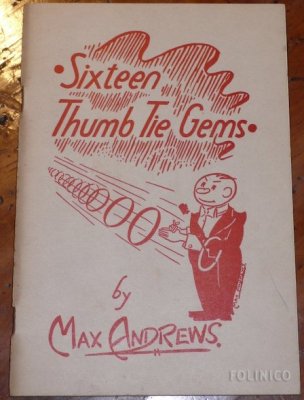 • Sixteen
Thumb Tie Gems •
by
MAX ANDREWS.
FOLINICO